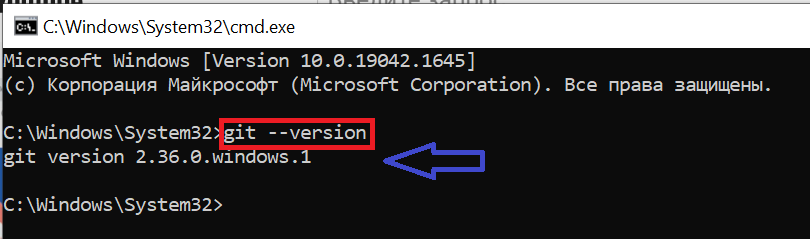 C:\Windows\System32\cmd.exe
Microsoft Windows [Version 10.0.19042.1645]
(c) Корпорация Майкрософт (Microsoft Corporation). Все права защищены.
C:\Windows\System32>git --version
git version 2.36.0.windows.1
C:\Windows\System32>